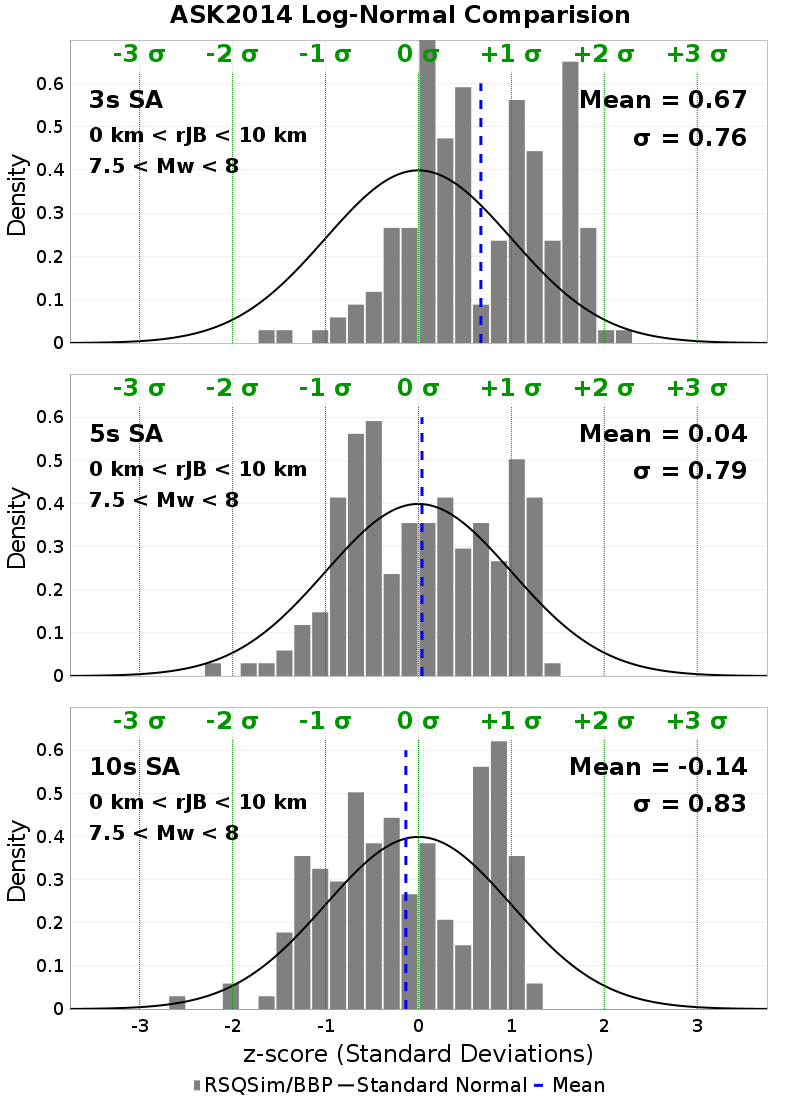 ASK2014 Log-Normal Comparision
-3 σ -2 σ -1 σ 0 σ +1 σ +2 σ +3 σ
3s SA Mean = 0.67
0 km < rJB < 10 km σ = 0.76
7.5 < Mw < 8
Density
0.6
0.5
0.4
0.3
0.2
0.1
0
-3 σ -2 σ -1 σ 0 σ +1 σ +2 σ +3 σ
5s SA Mean = 0.04
0 km < rJB < 10 km σ = 0.79
7.5 < Mw < 8
Density
0.6
0.5
0.4
0.3
0.2
0.1
0
-3 σ -2 σ -1 σ 0 σ +1 σ +2 σ +3 σ
10s SA Mean = -0.14
0 km < rJB < 10 km σ = 0.83
7.5 < Mw < 8
Density
0.6
0.5
0.4
0.3
0.2
0.1
0
-3 -2 -1 0 1 2 3
z-score (Standard Deviations)
RSQSim/BBP Standard Normal Mean